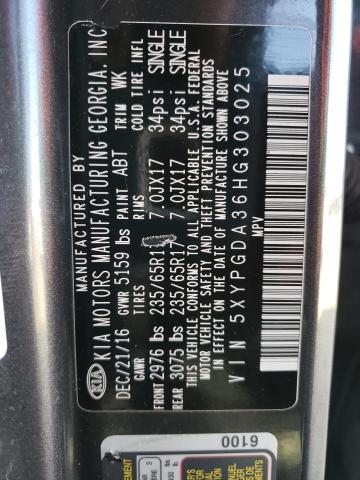 MANUFACTURED BY
KIA KIA MOTORS MANUFACTURING GEORGIA, INC
DEC/21/16 GVWR 5159 lbs PAINT ABT TRIM WK
GAWR TIRES RIMS COLD TIRE INFL
FRONT 2976 lbs 235/65R1 7.0JX17 34psi SINGLE
REAR 3075 lbs 235/65R1 7.0JX17 34psi SINGLE
THIS VEHICLE CONFORMS TO ALL APPLICABLE U.S.A. FEDERAL
MOTOR VEHICLE SAFETY AND THEFT PREVENTION STANDARDS
IN EFFECT ON THE DATE OF MANUFACTURE SHOWN ABOVE.
VIN 5XYPGDA36HG303025
MPV
6100